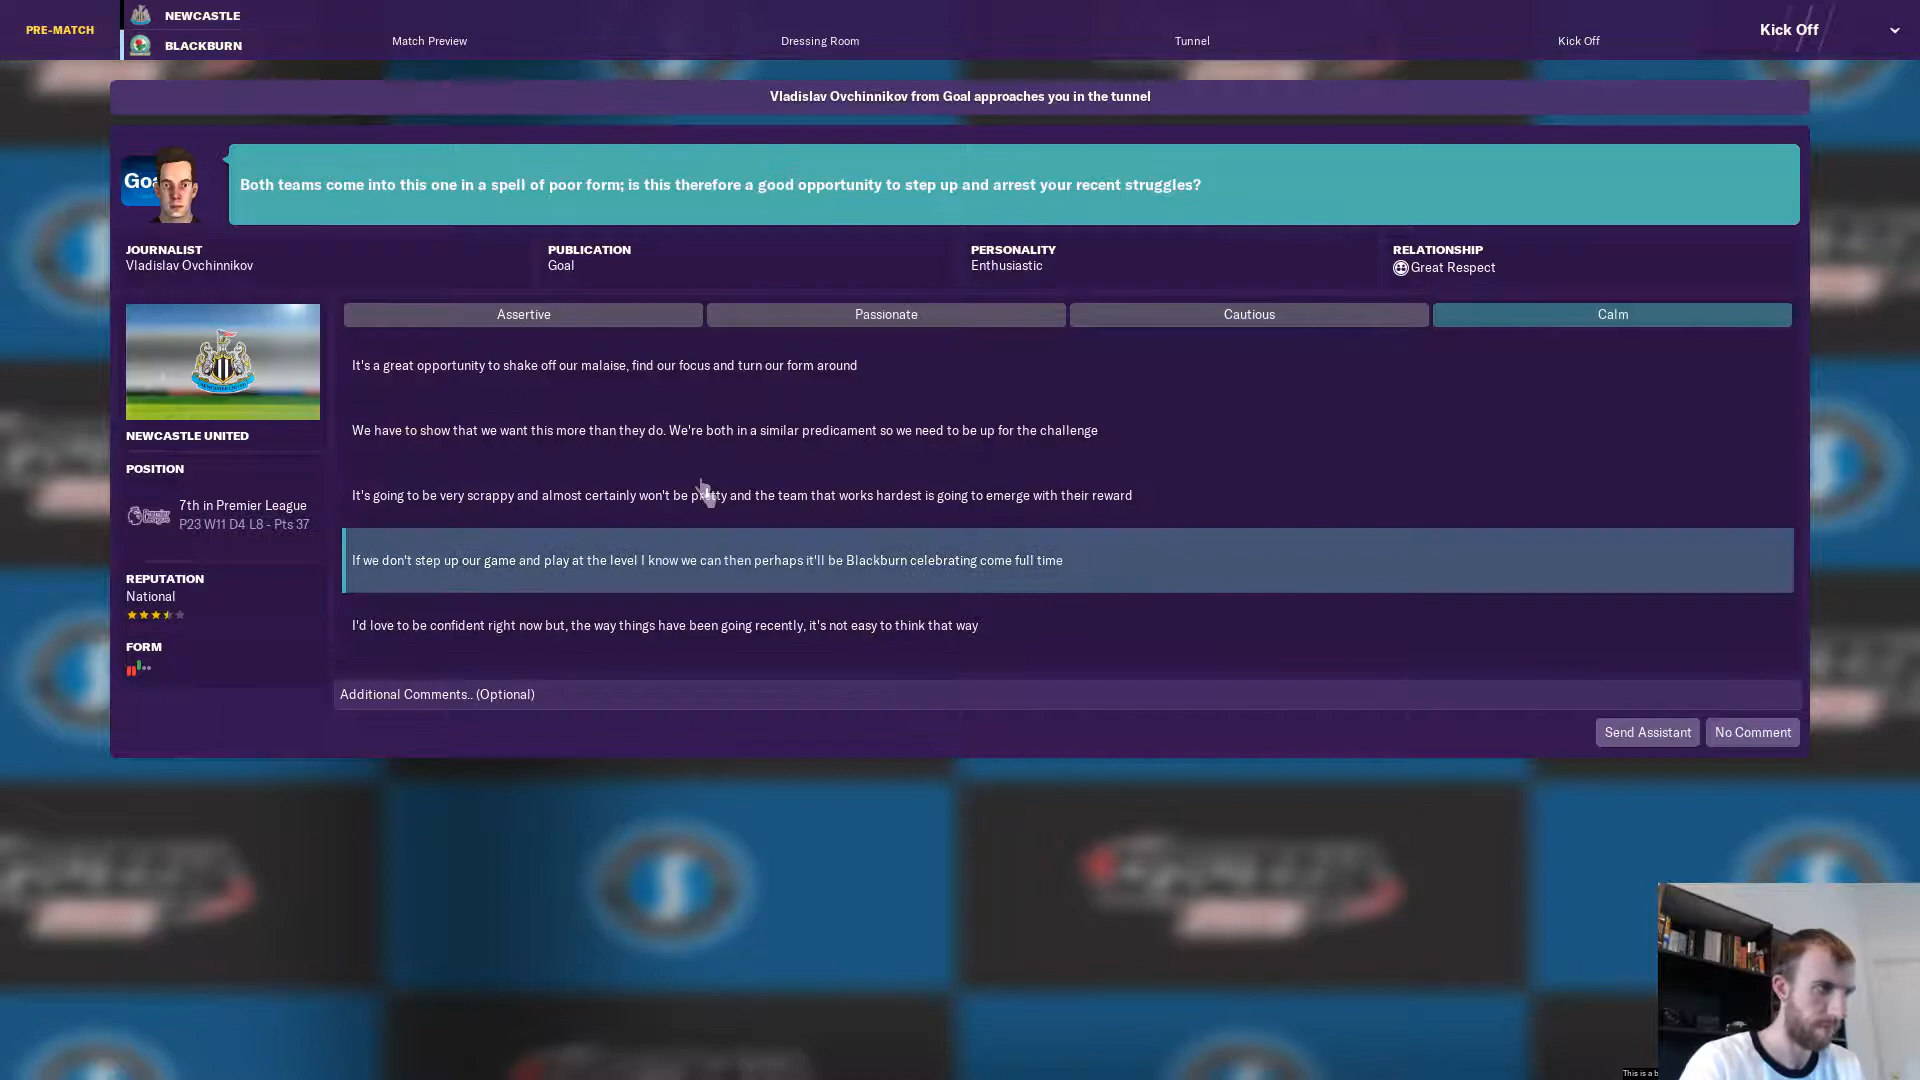 PRE-MATCH
NEWCASTLE
BLACKBURN
Match Preview
Dressing Room
Tunnel
Kick Off
Kick Off
Vladislav Ovchinnikov from Goal approaches you in the tunnel
Goa
Both teams come into this one in a spell of poor form; is this therefore a good opportunity to step up and arrest your recent struggles?
JOURNALIST
Vladislav Ovchinnikov
PUBLICATION
Goal
PERSONALITY
Enthusiastic
RELATIONSHIP
Great Respect
Assertive
Passionate
Cautious
Calm
It's a great opportunity to shake off our malaise, find our focus and turn our form around
We have to show that we want this more than they do. We're both in a similar predicament so we need to be up for the challenge
It's going to be very scrappy and almost certainly won't be pretty and the team that works hardest is going to emerge with their reward
If we don't step up our game and play at the level I know we can then perhaps it'll be Blackburn celebrating come full time
I'd love to be confident right now but, the way things have been going recently, it's not easy to think that way
NEWCASTLE UNITED
POSITION
Premier League
7th in Premier League
P23 W11 D4 L8 - Pts 37
REPUTATION
National
FORM
Additional Comments.. (Optional)
Send Assistant
No Comment
This is a b